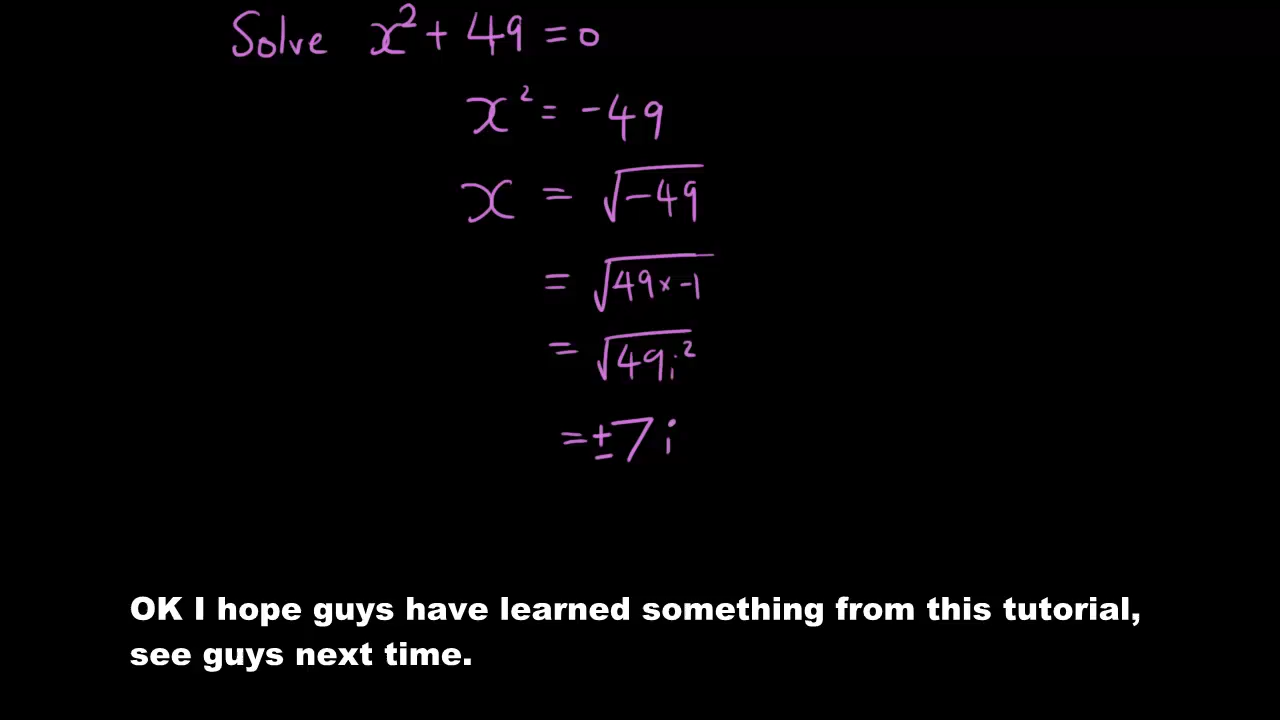 Solve x² + 49 = 0
x² = -49
x = √-49
= √49 × -1
= √49i²
= ±7i
OK I hope guys have learned something from this tutorial,
see guys next time.